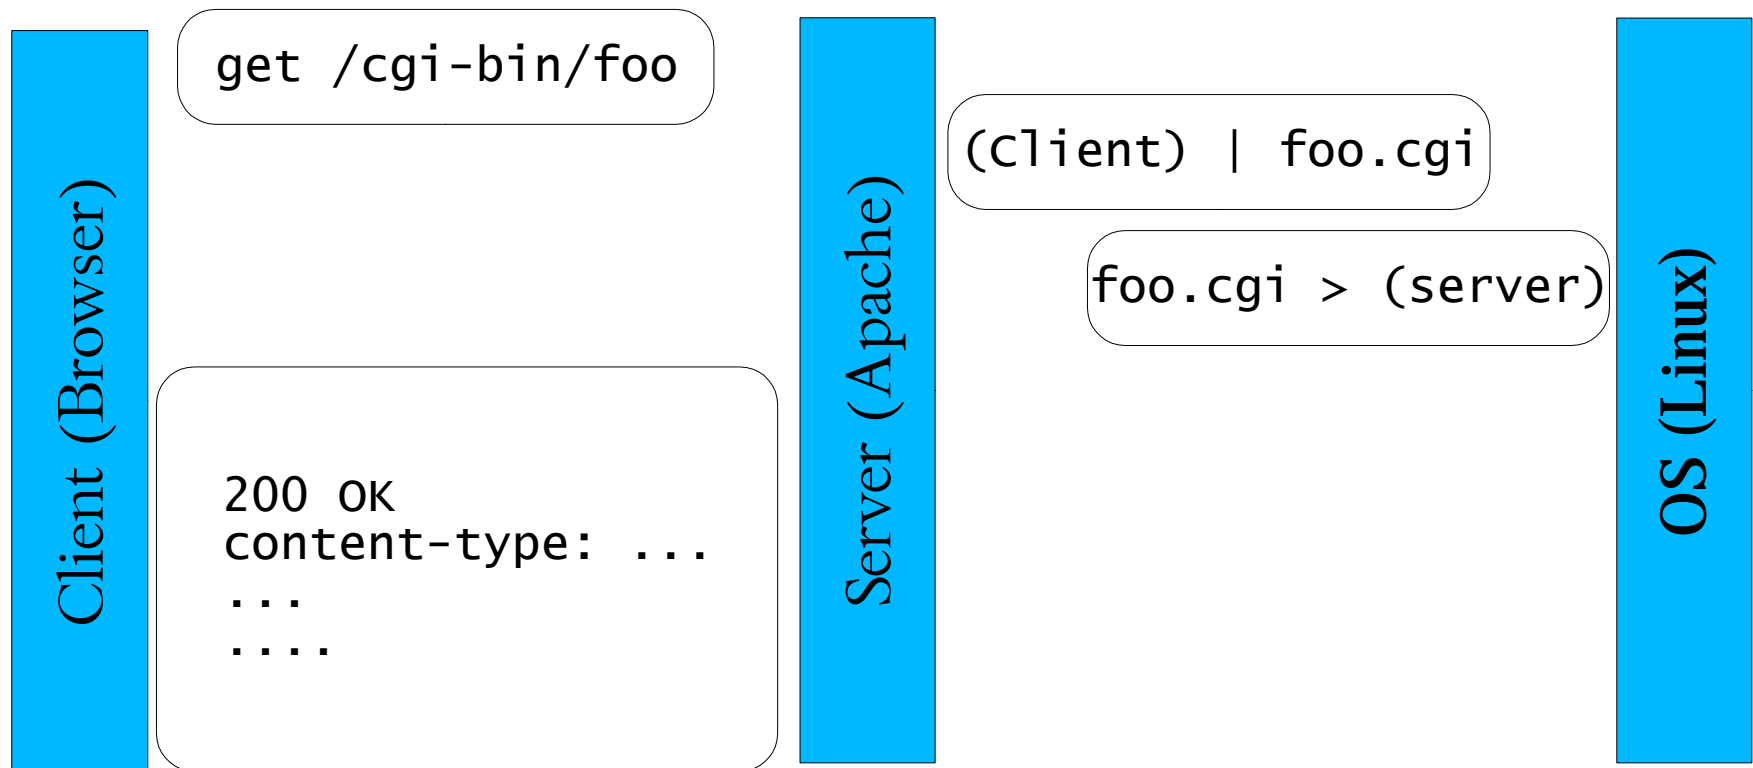 Client (Browser)
get /cgi-bin/foo
200 OK
content-type: ...
...
....
Server (Apache)
(Client) | foo.cgi
foo.cgi > (server)
OS (Linux)